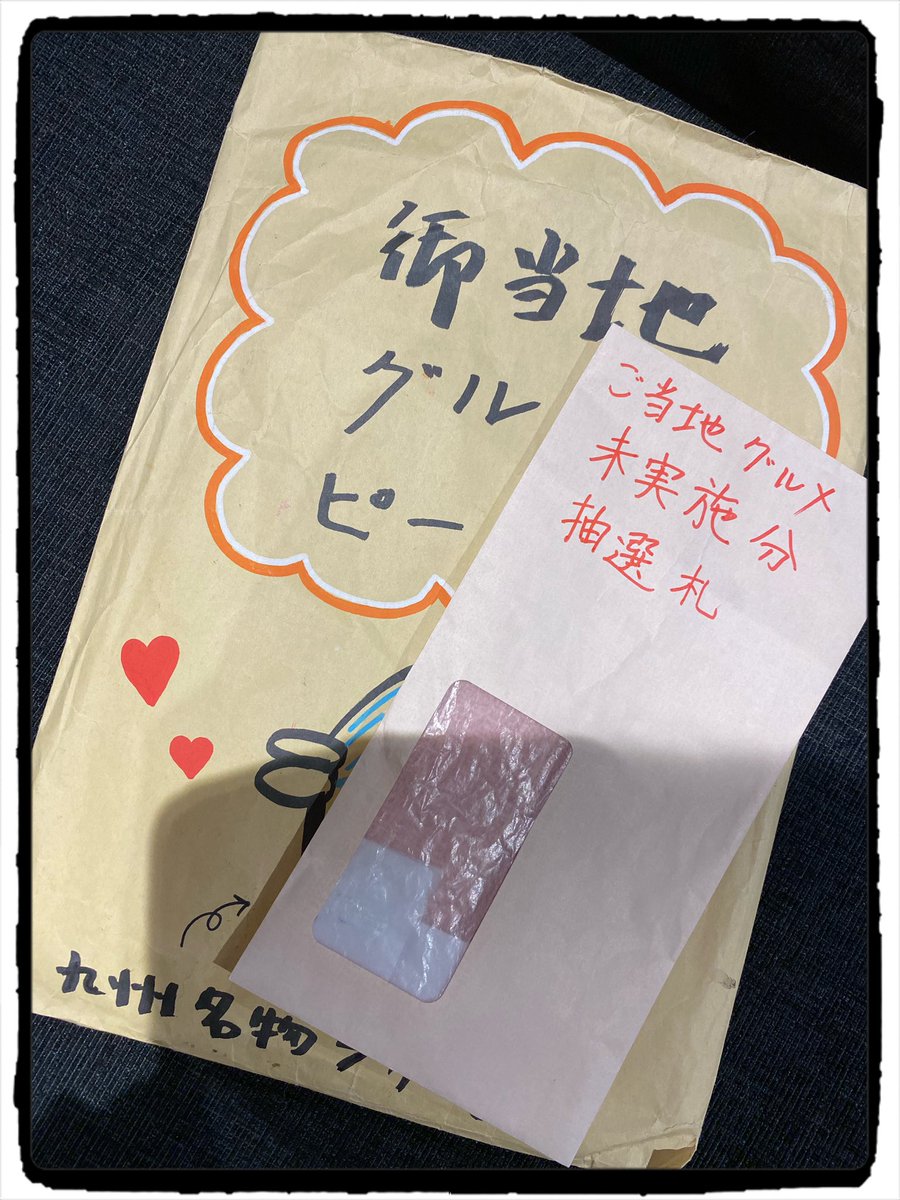 御当地
グル
ピー
ご当地グルメ
未実施分
抽選札
九州名物